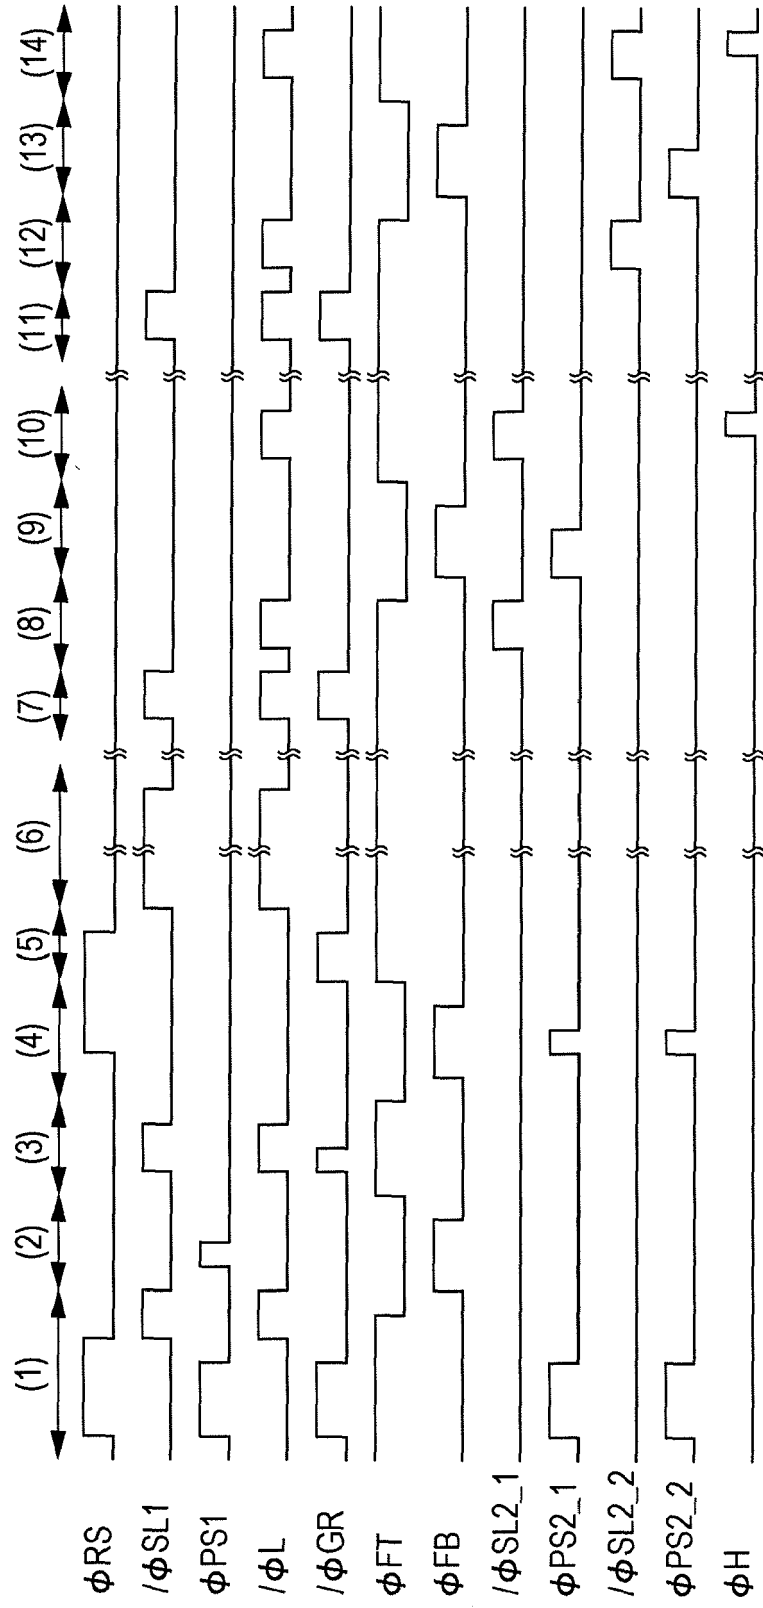 (1) (2) (3) (4) (5) (6) (7) (8) (9) (10) (11) (12) (13) (14)
ϕRS
/ϕSL1
ϕPS1
/ϕL
/ϕGR
ϕFT
ϕFB
/ϕSL2_1
ϕPS2_1
/ϕSL2_2
ϕPS2_2
ϕH